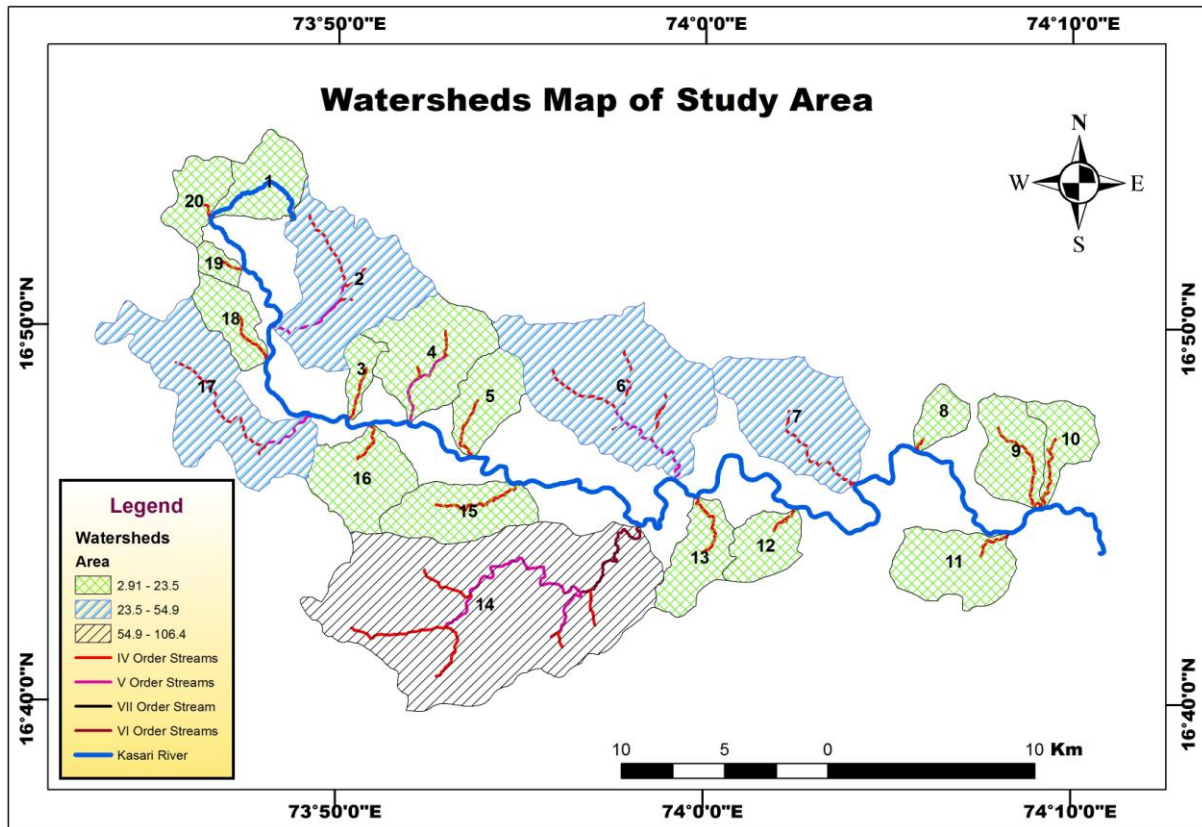 73°50'0"E 74°0'0"E 74°10'0"E
Watersheds Map of Study Area
N
W E
S
1
20
19
2
18
16°50'0"N 16°50'0"N
3
4
5
17
6
7
8
9
10
16
15
14
13
12
11
Legend
Watersheds
Area
2.91 - 23.5
23.5 - 54.9
54.9 - 106.4
IV Order Streams
V Order Streams
VII Order Stream
VI Order Streams
Kasari River
16°40'0"N 16°40'0"N
10 5 0 10 Km
73°50'0"E 74°0'0"E 74°10'0"E